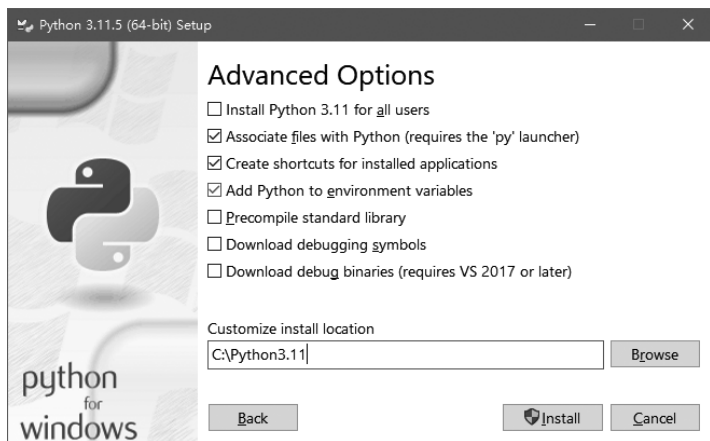 Python 3.11.5 (64-bit) Setup
Advanced Options
Install Python 3.11 for all users
Associate files with Python (requires the 'py' launcher)
Create shortcuts for installed applications
Add Python to environment variables
Precompile standard library
Download debugging symbols
Download debug binaries (requires VS 2017 or later)
Customize install location
C:\Python3.11
Browse
python
for
windows
Back
Install
Cancel